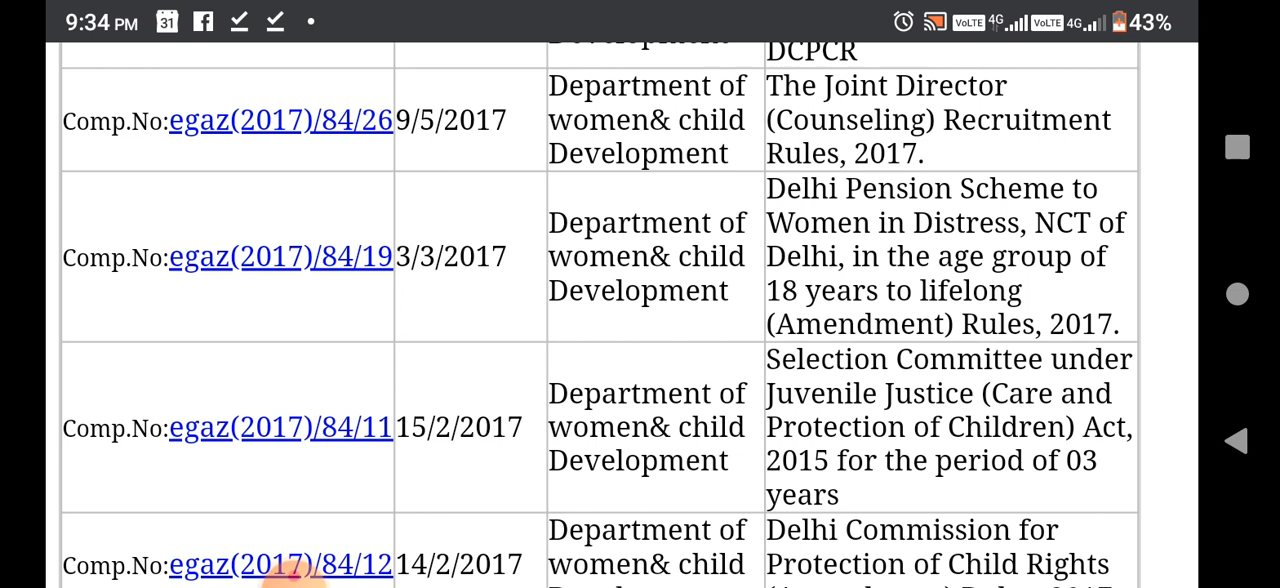 9:34 PM 31 VoLTE 4G VoLTE 4G 43%
DCPCR
Comp.No:egaz(2017)/84/26
9/5/2017
Department of
women& child
Development
The Joint Director
(Counseling) Recruitment
Rules, 2017.
Comp.No:egaz(2017)/84/19
3/3/2017
Department of
women& child
Development
Delhi Pension Scheme to
Women in Distress, NCT of
Delhi, in the age group of
18 years to lifelong
(Amendment) Rules, 2017.
Comp.No:egaz(2017)/84/11
15/2/2017
Department of
women& child
Development
Selection Committee under
Juvenile Justice (Care and
Protection of Children) Act,
2015 for the period of 03
years
Comp.No:egaz(2017)/84/12
14/2/2017
Department of
women& child
Delhi Commission for
Protection of Child Rights